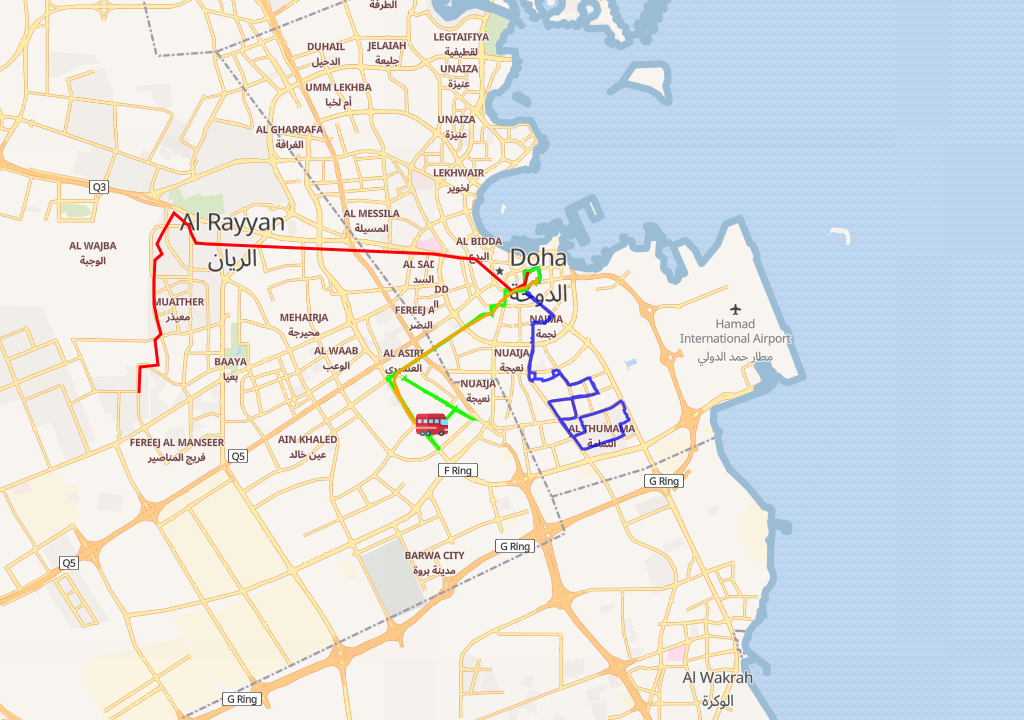 الطرفة
LEGTAIFIYA
لقطيفية
DUHAIL
الدحيل
JELAIAH
جليعة
UNAIZA
عنيزة
UMM LEKHBA
أم لخبا
UNAIZA
عنيزة
AL GHARRAFA
الغرافة
LEKHWAIR
لخوير
Q3
AL MESSILA
المسيلة
Al Rayyan
الريان
AL WAJBA
الوجبة
AL BIDDA
البدع
Doha
الدوحة
AL SAD
السد
DD
ال
MUAITHER
معيذر
MEHAIRJA
محيرجة
FEREEJ A
النصر
NAJMA
نجمة
Hamad
International Airport
مطار حمد الدولي
BAAYA
بعيا
AL WAAB
الوعب
AL ASIRI
العسيري
NUAIJA
نعيجة
NUAIJA
نعيجة
AL THUMAMA
الثمامة
FEREEJ AL MANSEER
فريج المناصير
AIN KHALED
عين خالد
Q5
F Ring
G Ring
G Ring
BARWA CITY
مدينة بروة
Q5
Al Wakrah
الوكرة
G Ring